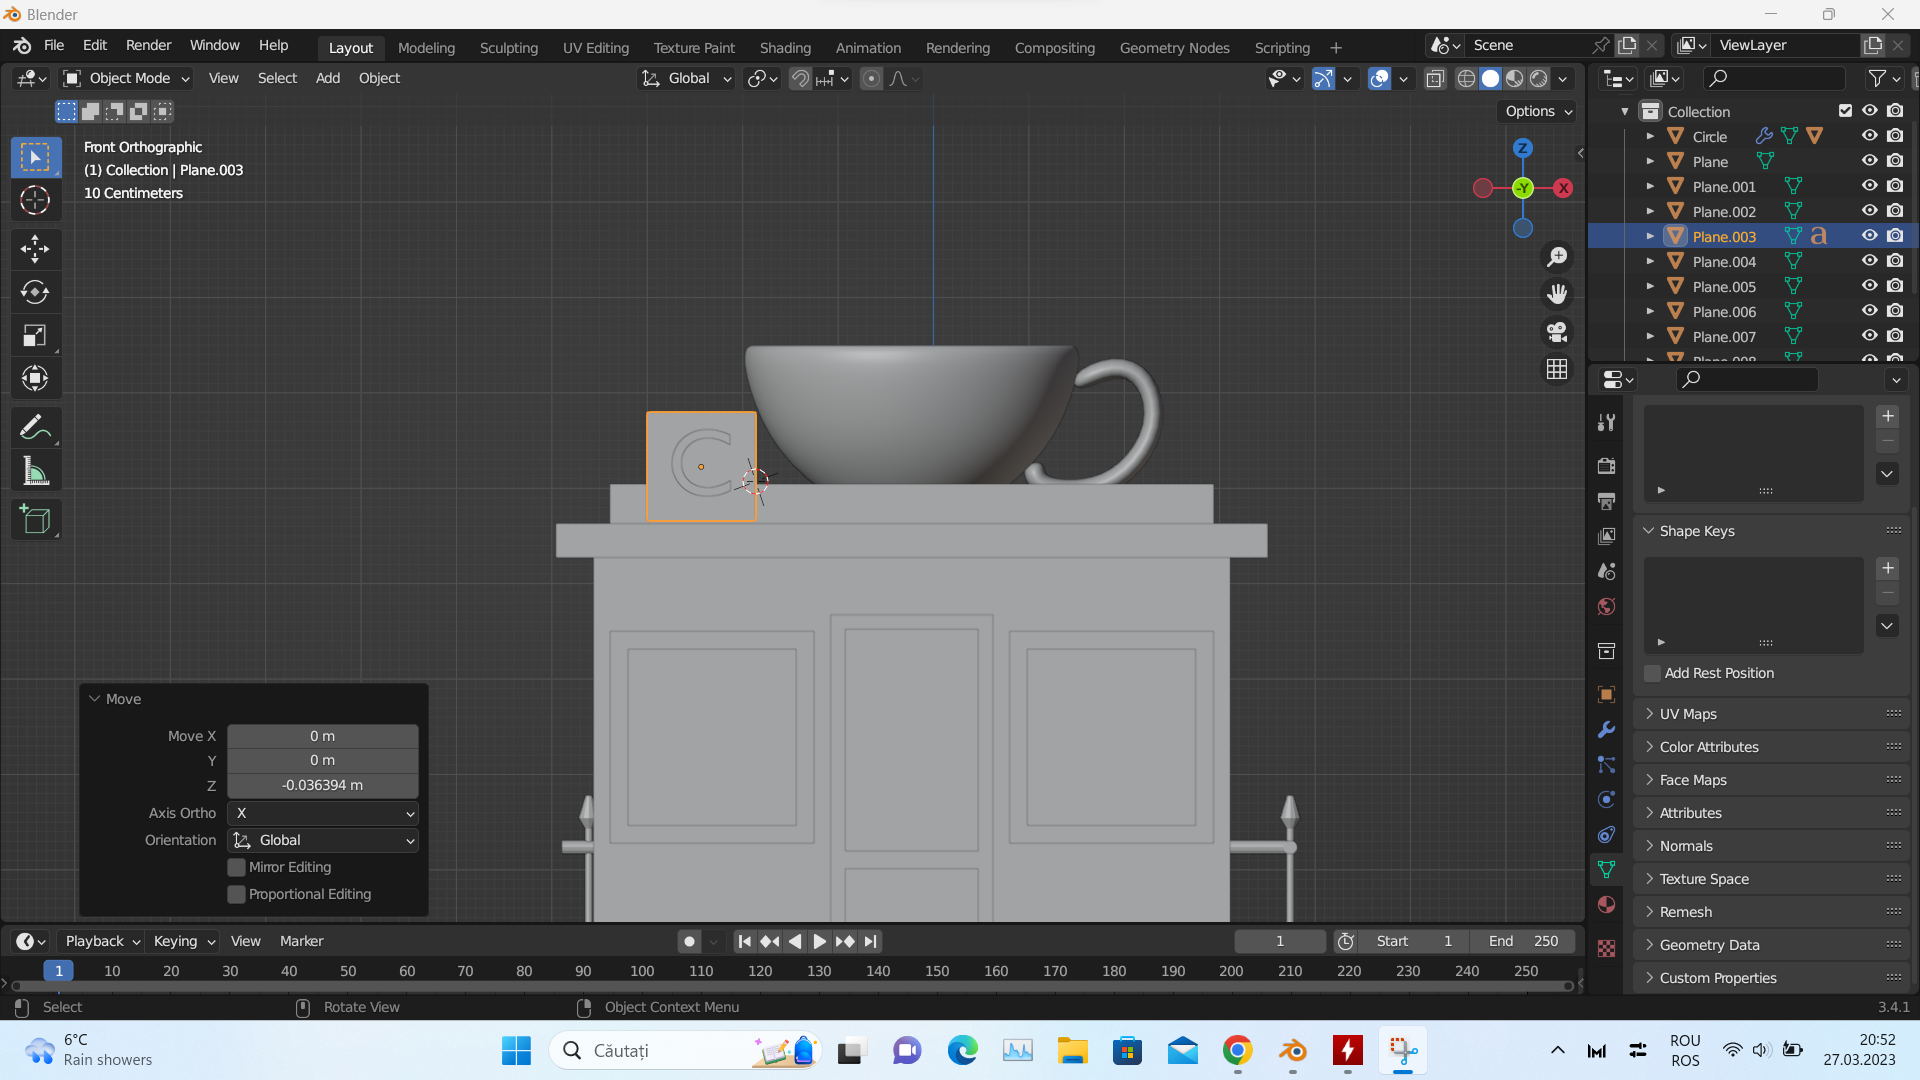 Blender
File Edit Render Window Help Layout Modeling Sculpting UV Editing Texture Paint Shading Animation Rendering Compositing Geometry Nodes Scripting + Scene ViewLayer
Object Mode View Select Add Object Global
Options
Front Orthographic
(1) Collection | Plane.003
10 Centimeters
Z
-Y
X
C
Collection
Circle
Plane
Plane.001
Plane.002
Plane.003 a
Plane.004
Plane.005
Plane.006
Plane.007
Plane.008
Shape Keys
Add Rest Position
UV Maps
Color Attributes
Face Maps
Attributes
Normals
Texture Space
Remesh
Geometry Data
Custom Properties
Move
Move X 0 m
Y 0 m
Z -0.036394 m
Axis Ortho X
Orientation Global
Mirror Editing
Proportional Editing
Playback Keying View Marker 1 Start 1 End 250
1 10 20 30 40 50 60 70 80 90 100 110 120 130 140 150 160 170 180 190 200 210 220 230 240 250
Select Rotate View Object Context Menu 3.4.1
6°C
Rain showers
Căutați
ROU
ROS
20:52
27.03.2023